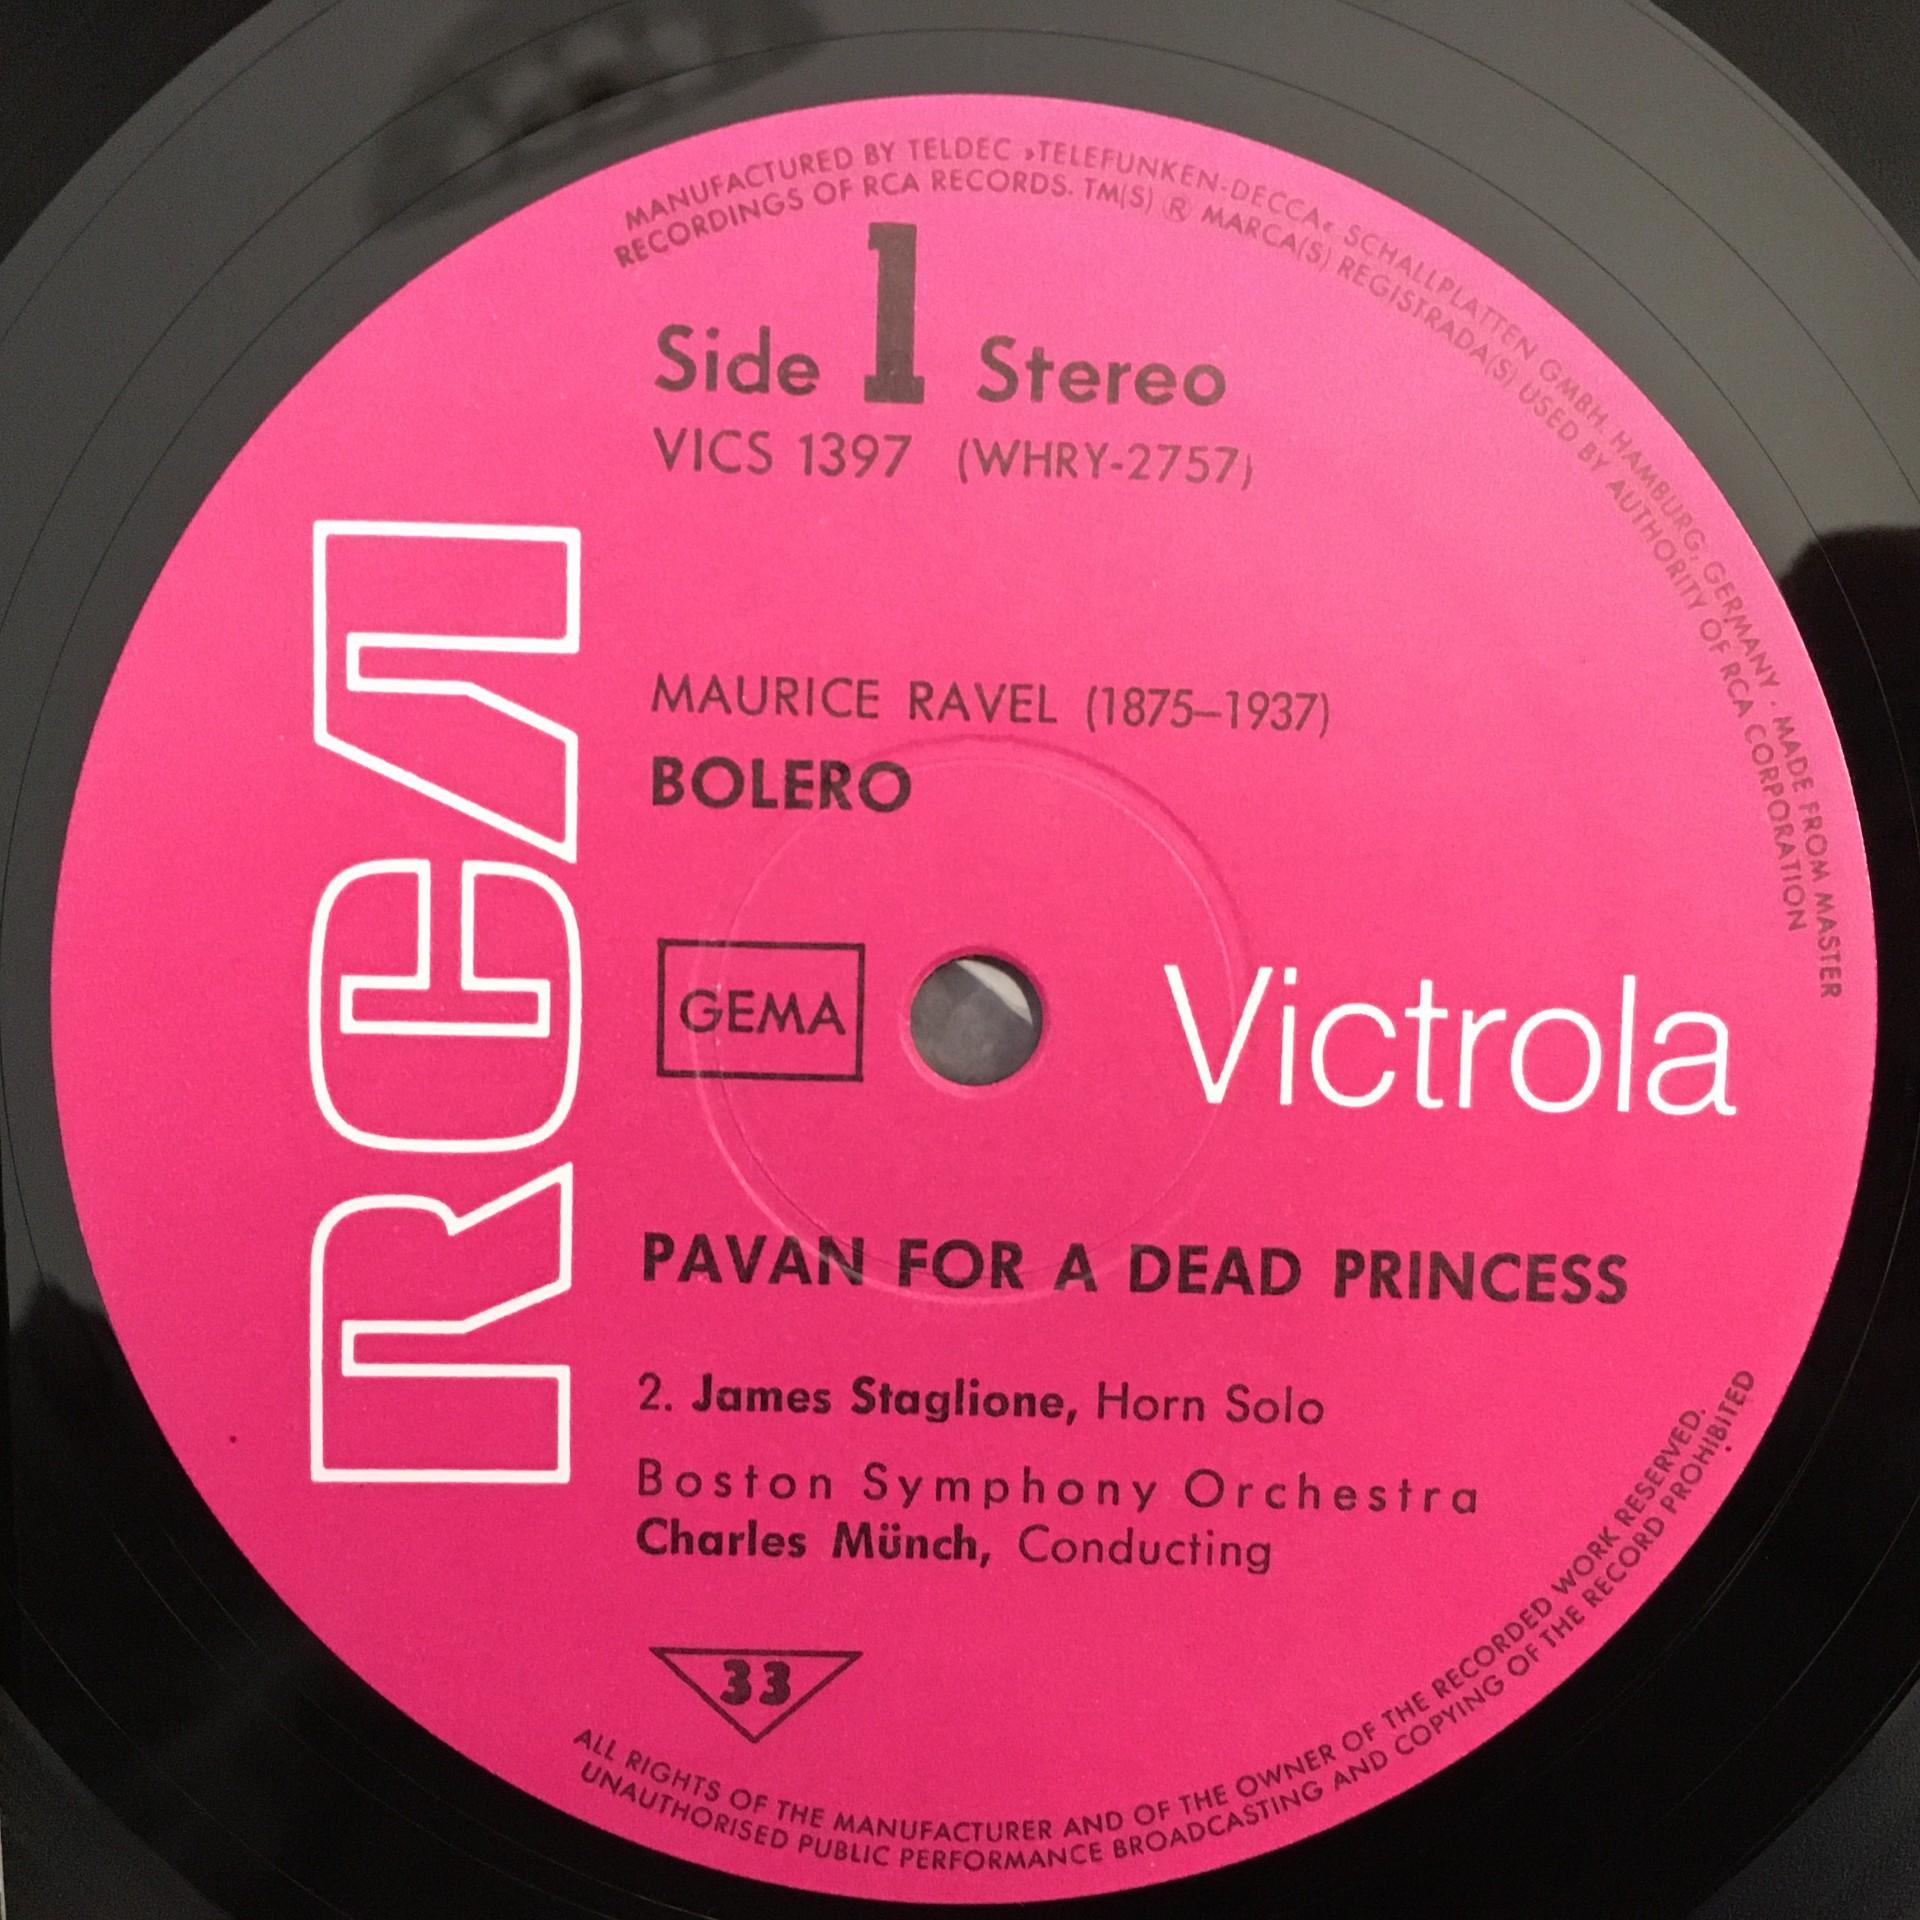 MANUFACTURED BY TELDEC »TELEFUNKEN-DECCA« SCHALLPLATTEN GMBH. HAMBURG, GERMANY · MADE FROM MASTER
RECORDINGS OF RCA RECORDS. TM(S) ® MARCA(S) REGISTRADA(S) USED BY AUTHORITY OF RCA CORPORATION
Side 1 Stereo
VICS 1397 (WHRY-2757)
RCA
MAURICE RAVEL (1875–1937)
BOLERO
GEMA
Victrola
PAVAN FOR A DEAD PRINCESS
2. James Staglione, Horn Solo
Boston Symphony Orchestra
Charles Münch, Conducting
33
ALL RIGHTS OF THE MANUFACTURER AND OF THE OWNER OF THE RECORDED WORK RESERVED.
UNAUTHORISED PUBLIC PERFORMANCE BROADCASTING AND COPYING OF THE RECORD PROHIBITED